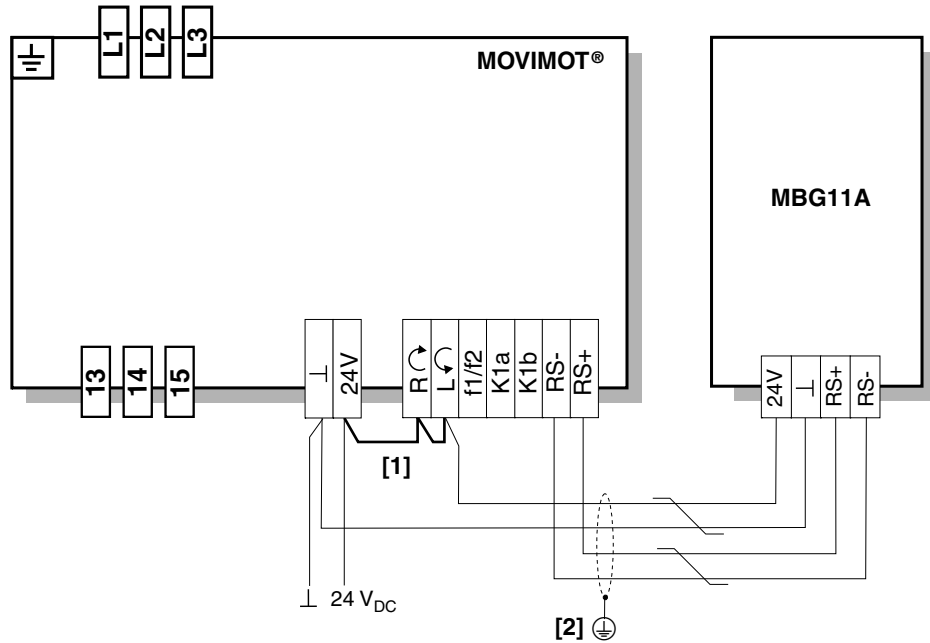 L1 L2 L3
MOVIMOT®
MBG11A
13 14 15
⊥ 24V R L f1/f2 K1a K1b RS- RS+
24V ⊥ RS+ RS-
[1]
⊥ 24 VDC
[2]